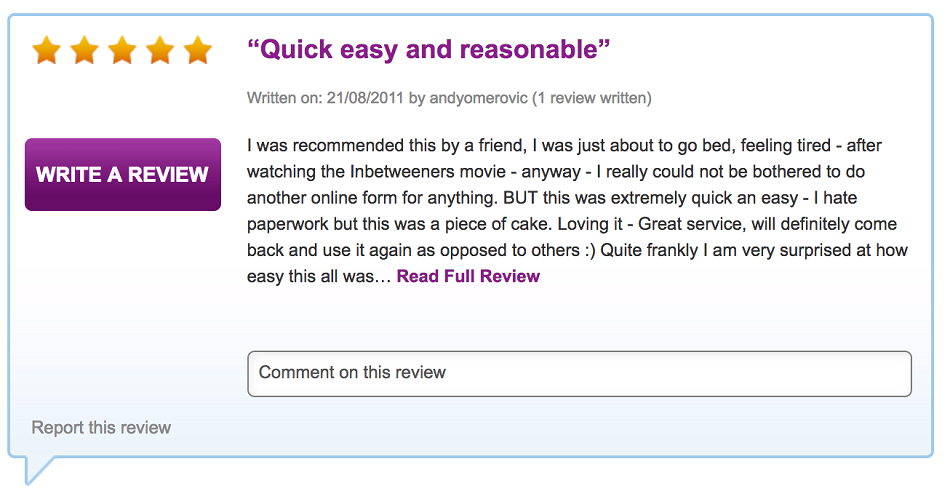 “Quick easy and reasonable”
Written on: 21/08/2011 by andyomerovic (1 review written)
WRITE A REVIEW
I was recommended this by a friend, I was just about to go bed, feeling tired - after
watching the Inbetweeners movie - anyway - I really could not be bothered to do
another online form for anything. BUT this was extremely quick an easy - I hate
paperwork but this was a piece of cake. Loving it - Great service, will definitely come
back and use it again as opposed to others :) Quite frankly I am very surprised at how
easy this all was… Read Full Review
Comment on this review
Report this review